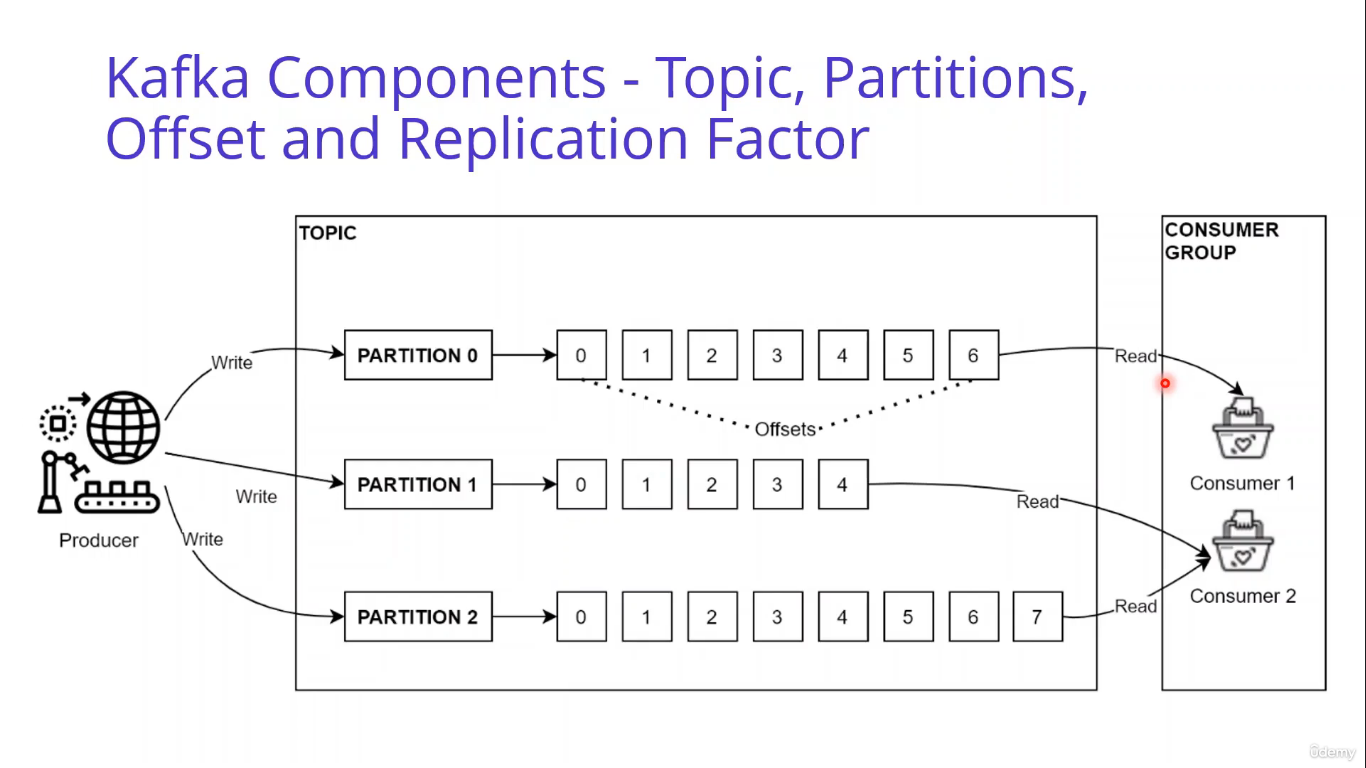 Kafka Components - Topic, Partitions,
Offset and Replication Factor
TOPIC
CONSUMER
GROUP
PARTITION 0
0 1 2 3 4 5 6
Write
Read
Offsets
PARTITION 1
0 1 2 3 4
Write
Read
Consumer 1
Producer
Write
PARTITION 2
0 1 2 3 4 5 6 7
Read
Consumer 2
ûdemy